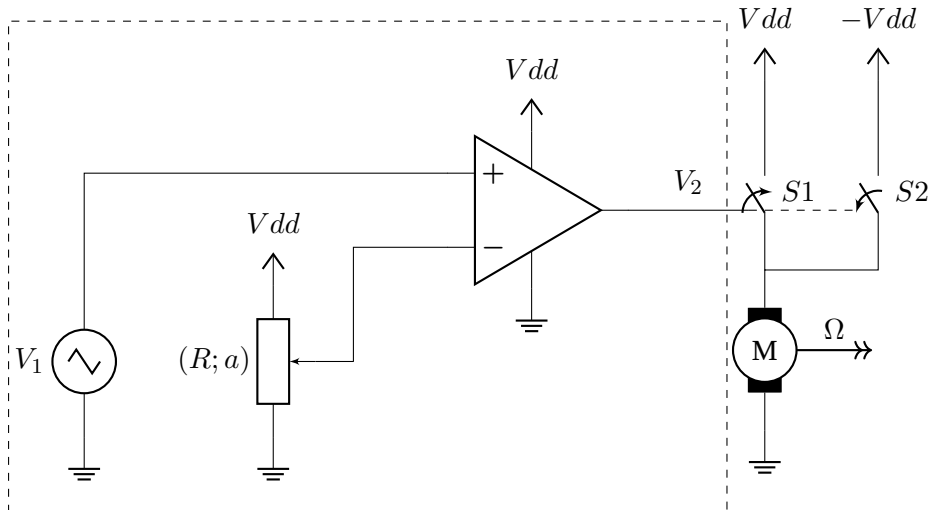 Vdd
−Vdd
Vdd
+
V₂
S1
S2
Vdd
−
Ω
V₁
(R; a)
M